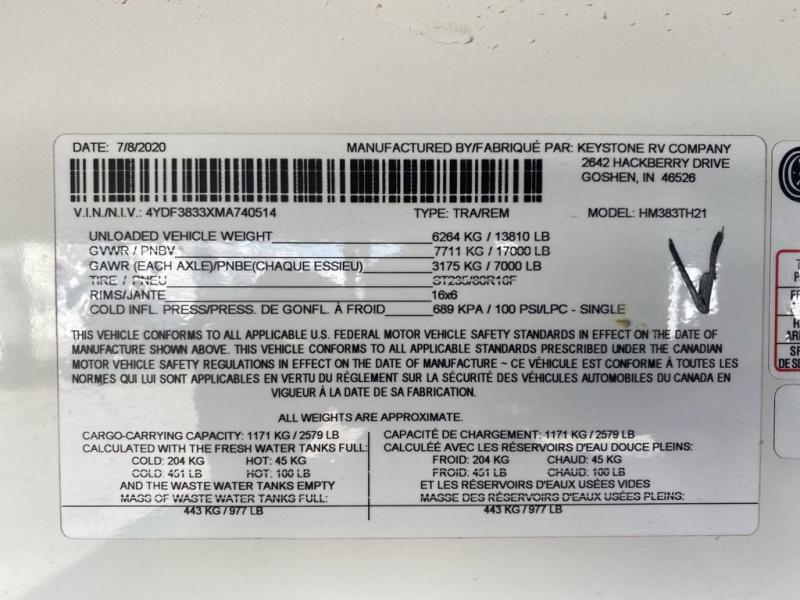 DATE: 7/8/2020 MANUFACTURED BY/FABRIQUÉ PAR: KEYSTONE RV COMPANY
2642 HACKBERRY DRIVE
GOSHEN, IN 46526
V.I.N./N.I.V.: 4YDF3833XMA740514 TYPE: TRA/REM MODEL: HM383TH21
UNLOADED VEHICLE WEIGHT 6264 KG / 13810 LB
GVWR / PNBV 7711 KG / 17000 LB
GAWR (EACH AXLE)/PNBE(CHAQUE ESSIEU) 3175 KG / 7000 LB
TIRE / PNEU ST235/80R16F
RIMS/JANTE 16x6
COLD INFL. PRESS/PRESS. DE GONFL. À FROID 689 KPA / 100 PSI/LPC - SINGLE
V
THIS VEHICLE CONFORMS TO ALL APPLICABLE U.S. FEDERAL MOTOR VEHICLE SAFETY STANDARDS IN EFFECT ON THE DATE OF
MANUFACTURE SHOWN ABOVE. THIS VEHICLE CONFORMS TO ALL APPLICABLE STANDARDS PRESCRIBED UNDER THE CANADIAN
MOTOR VEHICLE SAFETY REGULATIONS IN EFFECT ON THE DATE OF MANUFACTURE ~ CE VÉHICULE EST CONFORME À TOUTES LES
NORMES QUI LUI SONT APPLICABLES EN VERTU DU RÉGLEMENT SUR LA SÉCURITÉ DES VÉHICULES AUTOMOBILES DU CANADA EN
VIGUEUR À LA DATE DE SA FABRICATION.
ALL WEIGHTS ARE APPROXIMATE.
CARGO-CARRYING CAPACITY: 1171 KG / 2579 LB
CALCULATED WITH THE FRESH WATER TANKS FULL:
COLD: 204 KG HOT: 45 KG
COLD: 451 LB HOT: 100 LB
AND THE WASTE WATER TANKS EMPTY
MASS OF WASTE WATER TANKS FULL:
443 KG / 977 LB
CAPACITÉ DE CHARGEMENT: 1171 KG / 2579 LB
CALCULÉE AVEC LES RÉSERVOIRS D'EAU DOUCE PLEINS:
FROID: 204 KG CHAUD: 45 KG
FROID: 451 LB CHAUD: 100 LB
ET LES RÉSERVOIRS D'EAUX USÉES VIDES
MASSE DES RÉSERVOIRS D'EAUX USÉES PLEINS:
443 KG / 977 LB